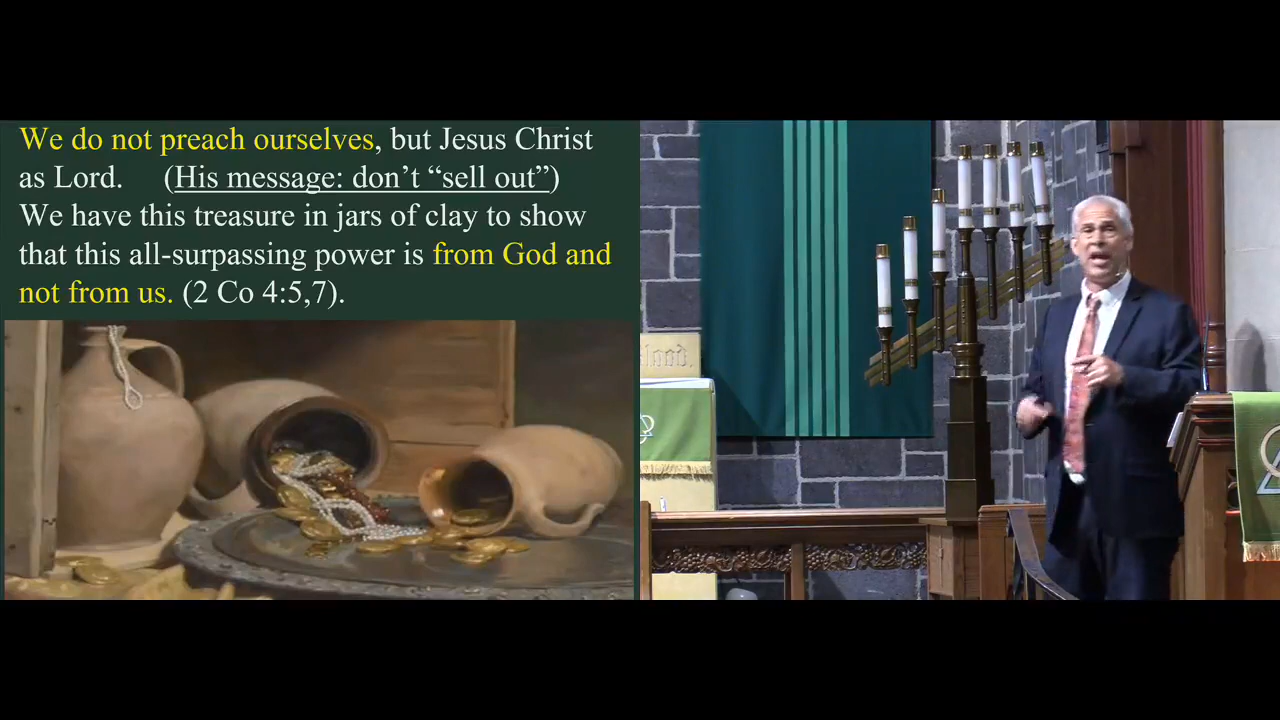 We do not preach ourselves, but Jesus Christ
as Lord. (His message: don’t “sell out”)
We have this treasure in jars of clay to show
that this all-surpassing power is from God and
not from us. (2 Co 4:5,7).